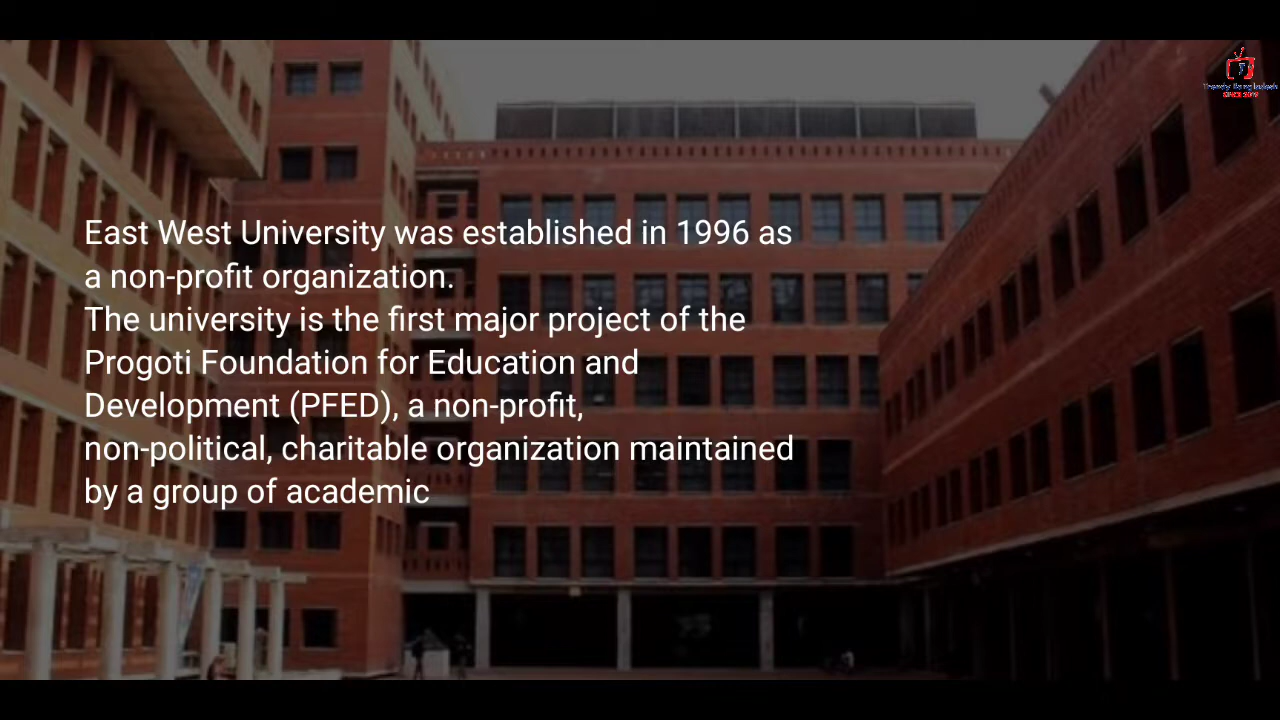 East West University was established in 1996 as
a non-profit organization.
The university is the first major project of the
Progoti Foundation for Education and
Development (PFED), a non-profit,
non-political, charitable organization maintained
by a group of academic